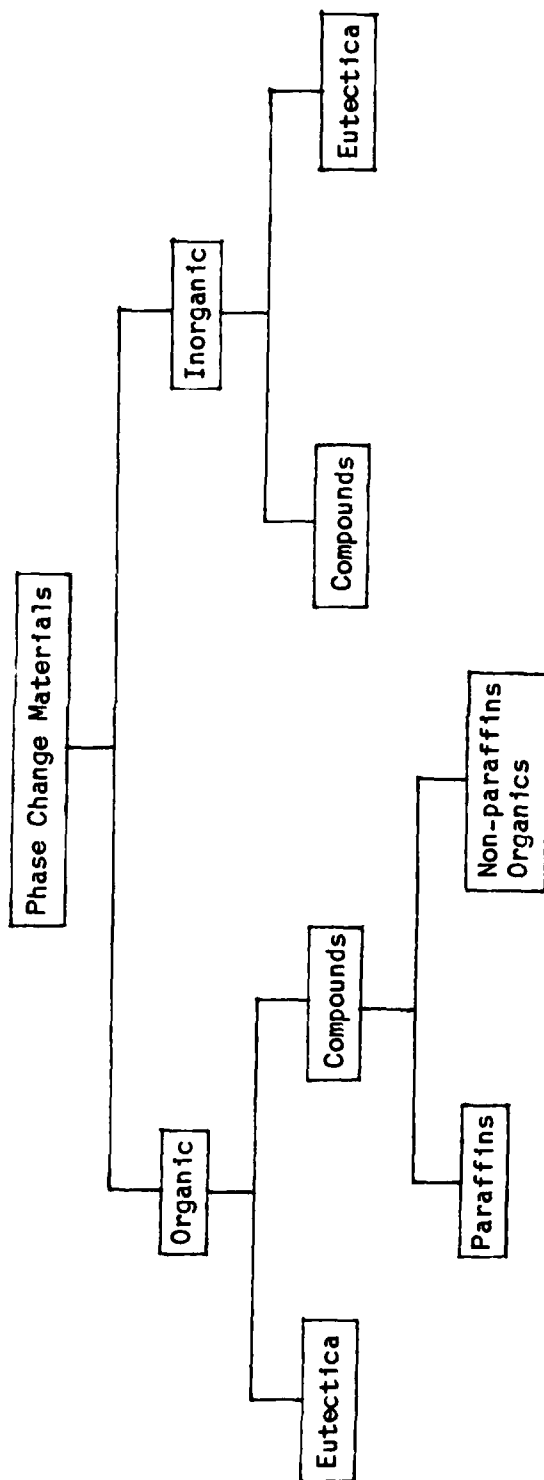 Phase Change Materials
Organic
Inorganic
Eutectica
Compounds
Compounds
Eutectica
Paraffins
Non-paraffins
Organics